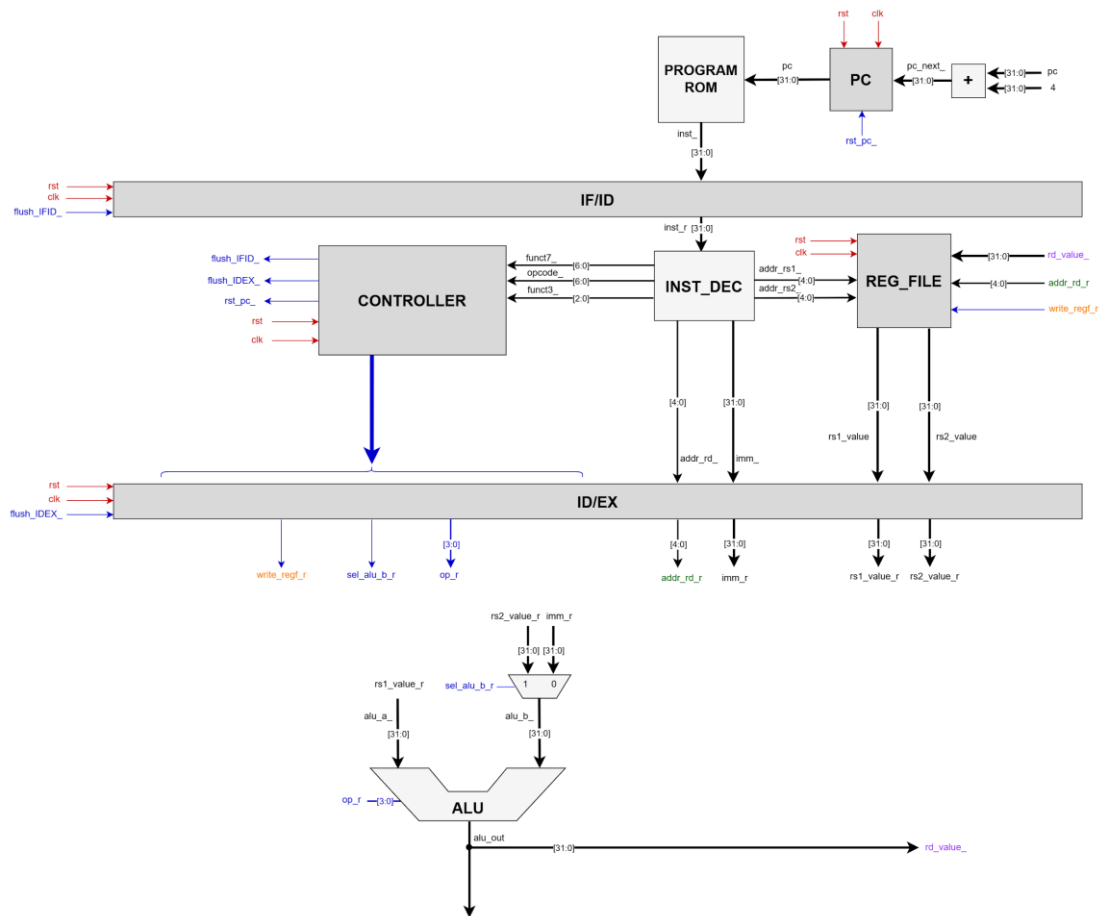 rst
clk
PROGRAM
ROM
pc
[31:0]
PC
pc_next_
[31:0]
+
[31:0]
pc
[31:0]
4
rst_pc_
inst_
[31:0]
rst
clk
flush_IFID_
IF/ID
inst_r
[31:0]
flush_IFID_
flush_IDEX_
rst_pc_
rst
clk
CONTROLLER
funct7_
[6:0]
opcode_
[6:0]
funct3_
[2:0]
INST_DEC
addr_rs1_
[4:0]
addr_rs2_
[4:0]
rst
clk
REG_FILE
[31:0]
rd_value_
[4:0]
addr_rd_r
write_regf_r
[4:0]
[31:0]
[31:0]
[31:0]
addr_rd_
imm_
rs1_value
rs2_value
rst
clk
flush_IDEX_
ID/EX
[3:0]
[4:0]
[31:0]
[31:0]
[31:0]
write_regf_r
sel_alu_b_r
op_r
addr_rd_r
imm_r
rs1_value_r
rs2_value_r
rs2_value_r
imm_r
[31:0]
[31:0]
rs1_value_r
sel_alu_b_r
1
0
alu_a_
[31:0]
alu_b_
[31:0]
op_r
[3:0]
ALU
alu_out
[31:0]
rd_value_